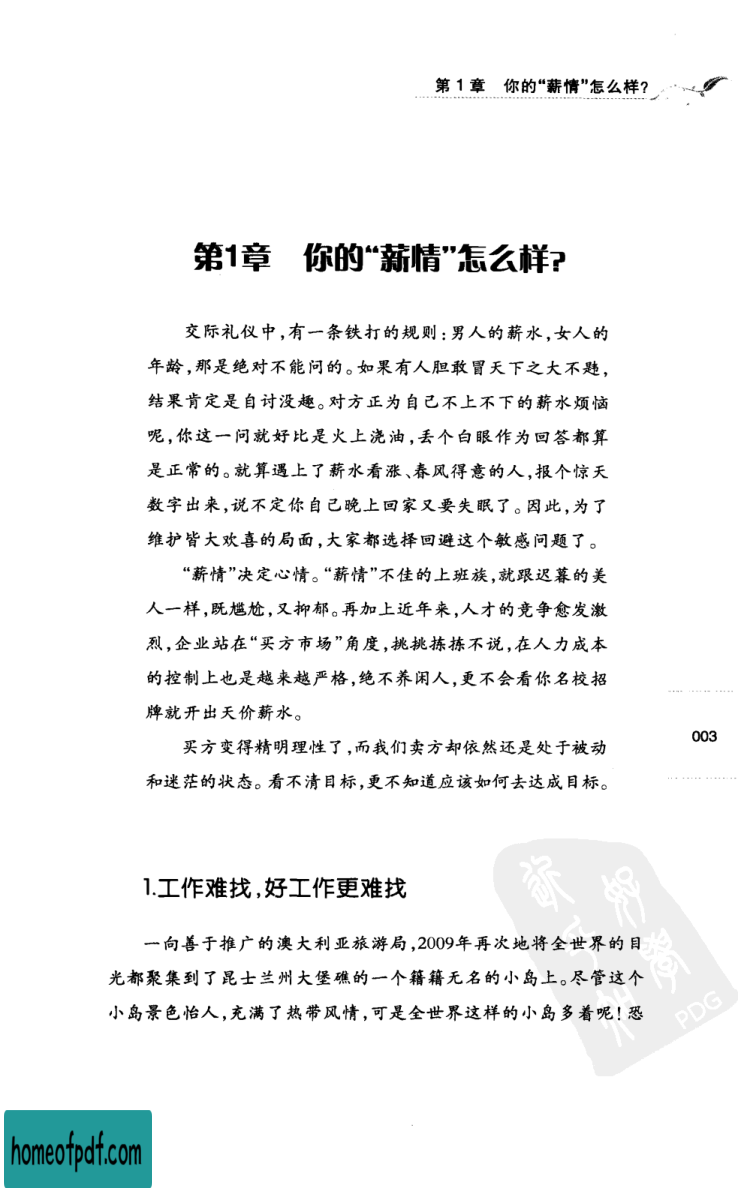 第1章 你的“薪情”怎么样?
第1章 你的“薪情”怎么样?
交际礼仪中,有一条铁打的规则:男人的薪水,女人的
年龄,那是绝对不能问的。如果有人胆敢冒天下之大不韪,
结果肯定是自讨没趣。对方正为自己不上不下的薪水烦恼
呢,你这一问就好比是火上浇油,丢个白眼作为回答都算
是正常的。就算遇上了薪水看涨、春风得意的人,报个惊天
数字出来,说不定你自己晚上回家又要失眠了。因此,为了
维护皆大欢喜的局面,大家都选择回避这个敏感问题了。
“薪情”决定心情。“薪情”不佳的上班族,就跟迟暮的美
人一样,既尴尬,又抑郁。再加上近年来,人才的竞争愈发激
烈,企业站在“买方市场”角度,挑挑拣拣不说,在人力成本
的控制上也是越来越严格,绝不养闲人,更不会看你名校招
牌就开出天价薪水。
买方变得精明理性了,而我们卖方却依然还是处于被动
和迷茫的状态。看不清目标,更不知道应该如何去达成目标。
003
1.工作难找,好工作更难找
一向善于推广的澳大利亚旅游局,2009年再次地将全世界的目
光都聚集到了昆士兰州大堡礁的一个籍籍无名的小岛上。尽管这个
小岛景色怡人,充满了热带风情,可是全世界这样的小岛多着呢!恐
PDG
homeofpdf.com